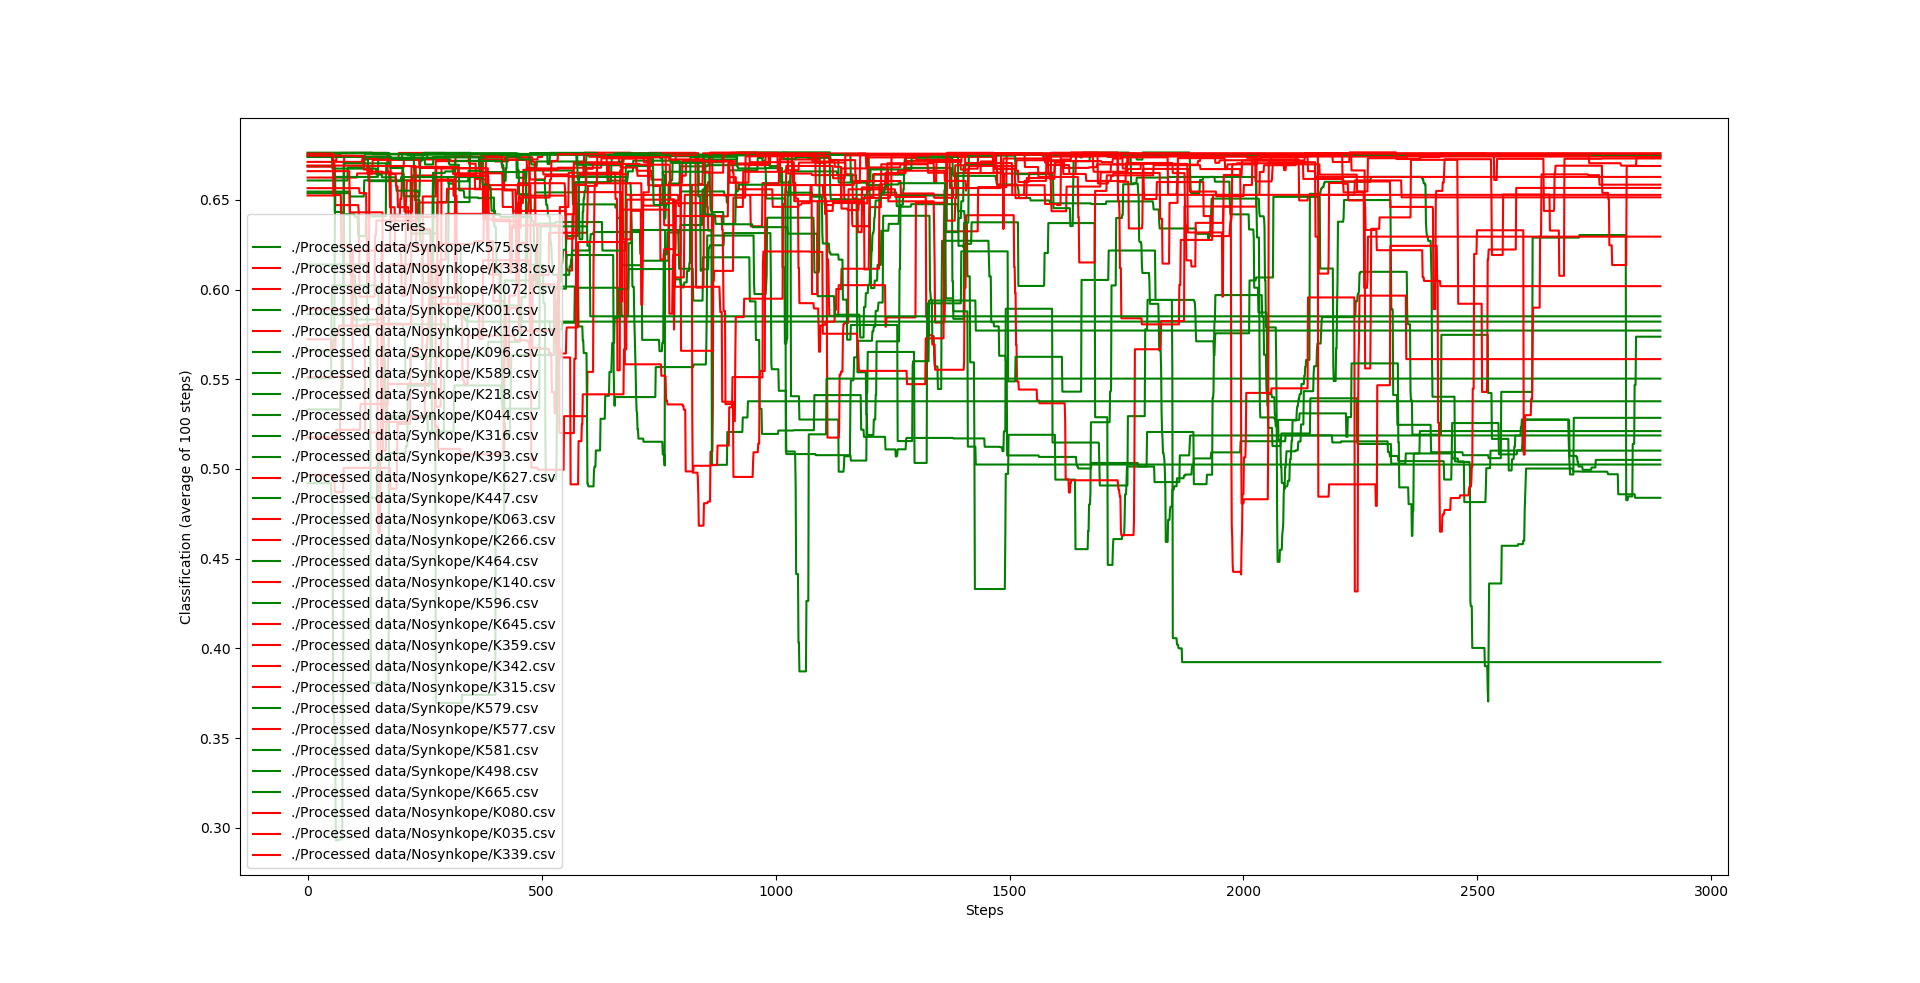 Series
./Processed data/Synkope/K575.csv
./Processed data/Nosynkope/K338.csv
./Processed data/Nosynkope/K072.csv
./Processed data/Synkope/K001.csv
./Processed data/Nosynkope/K162.csv
./Processed data/Synkope/K096.csv
./Processed data/Synkope/K589.csv
./Processed data/Synkope/K218.csv
./Processed data/Synkope/K044.csv
./Processed data/Synkope/K316.csv
./Processed data/Synkope/K393.csv
./Processed data/Nosynkope/K627.csv
./Processed data/Synkope/K447.csv
./Processed data/Nosynkope/K063.csv
./Processed data/Nosynkope/K266.csv
./Processed data/Synkope/K464.csv
./Processed data/Nosynkope/K140.csv
./Processed data/Synkope/K596.csv
./Processed data/Nosynkope/K645.csv
./Processed data/Nosynkope/K359.csv
./Processed data/Nosynkope/K342.csv
./Processed data/Nosynkope/K315.csv
./Processed data/Synkope/K579.csv
./Processed data/Nosynkope/K577.csv
./Processed data/Synkope/K581.csv
./Processed data/Synkope/K498.csv
./Processed data/Synkope/K665.csv
./Processed data/Nosynkope/K080.csv
./Processed data/Nosynkope/K035.csv
./Processed data/Nosynkope/K339.csv
Classification (average of 100 steps)
0.65
0.60
0.55
0.50
0.45
0.40
0.35
0.30
0
500
1000
1500
2000
2500
3000
Steps